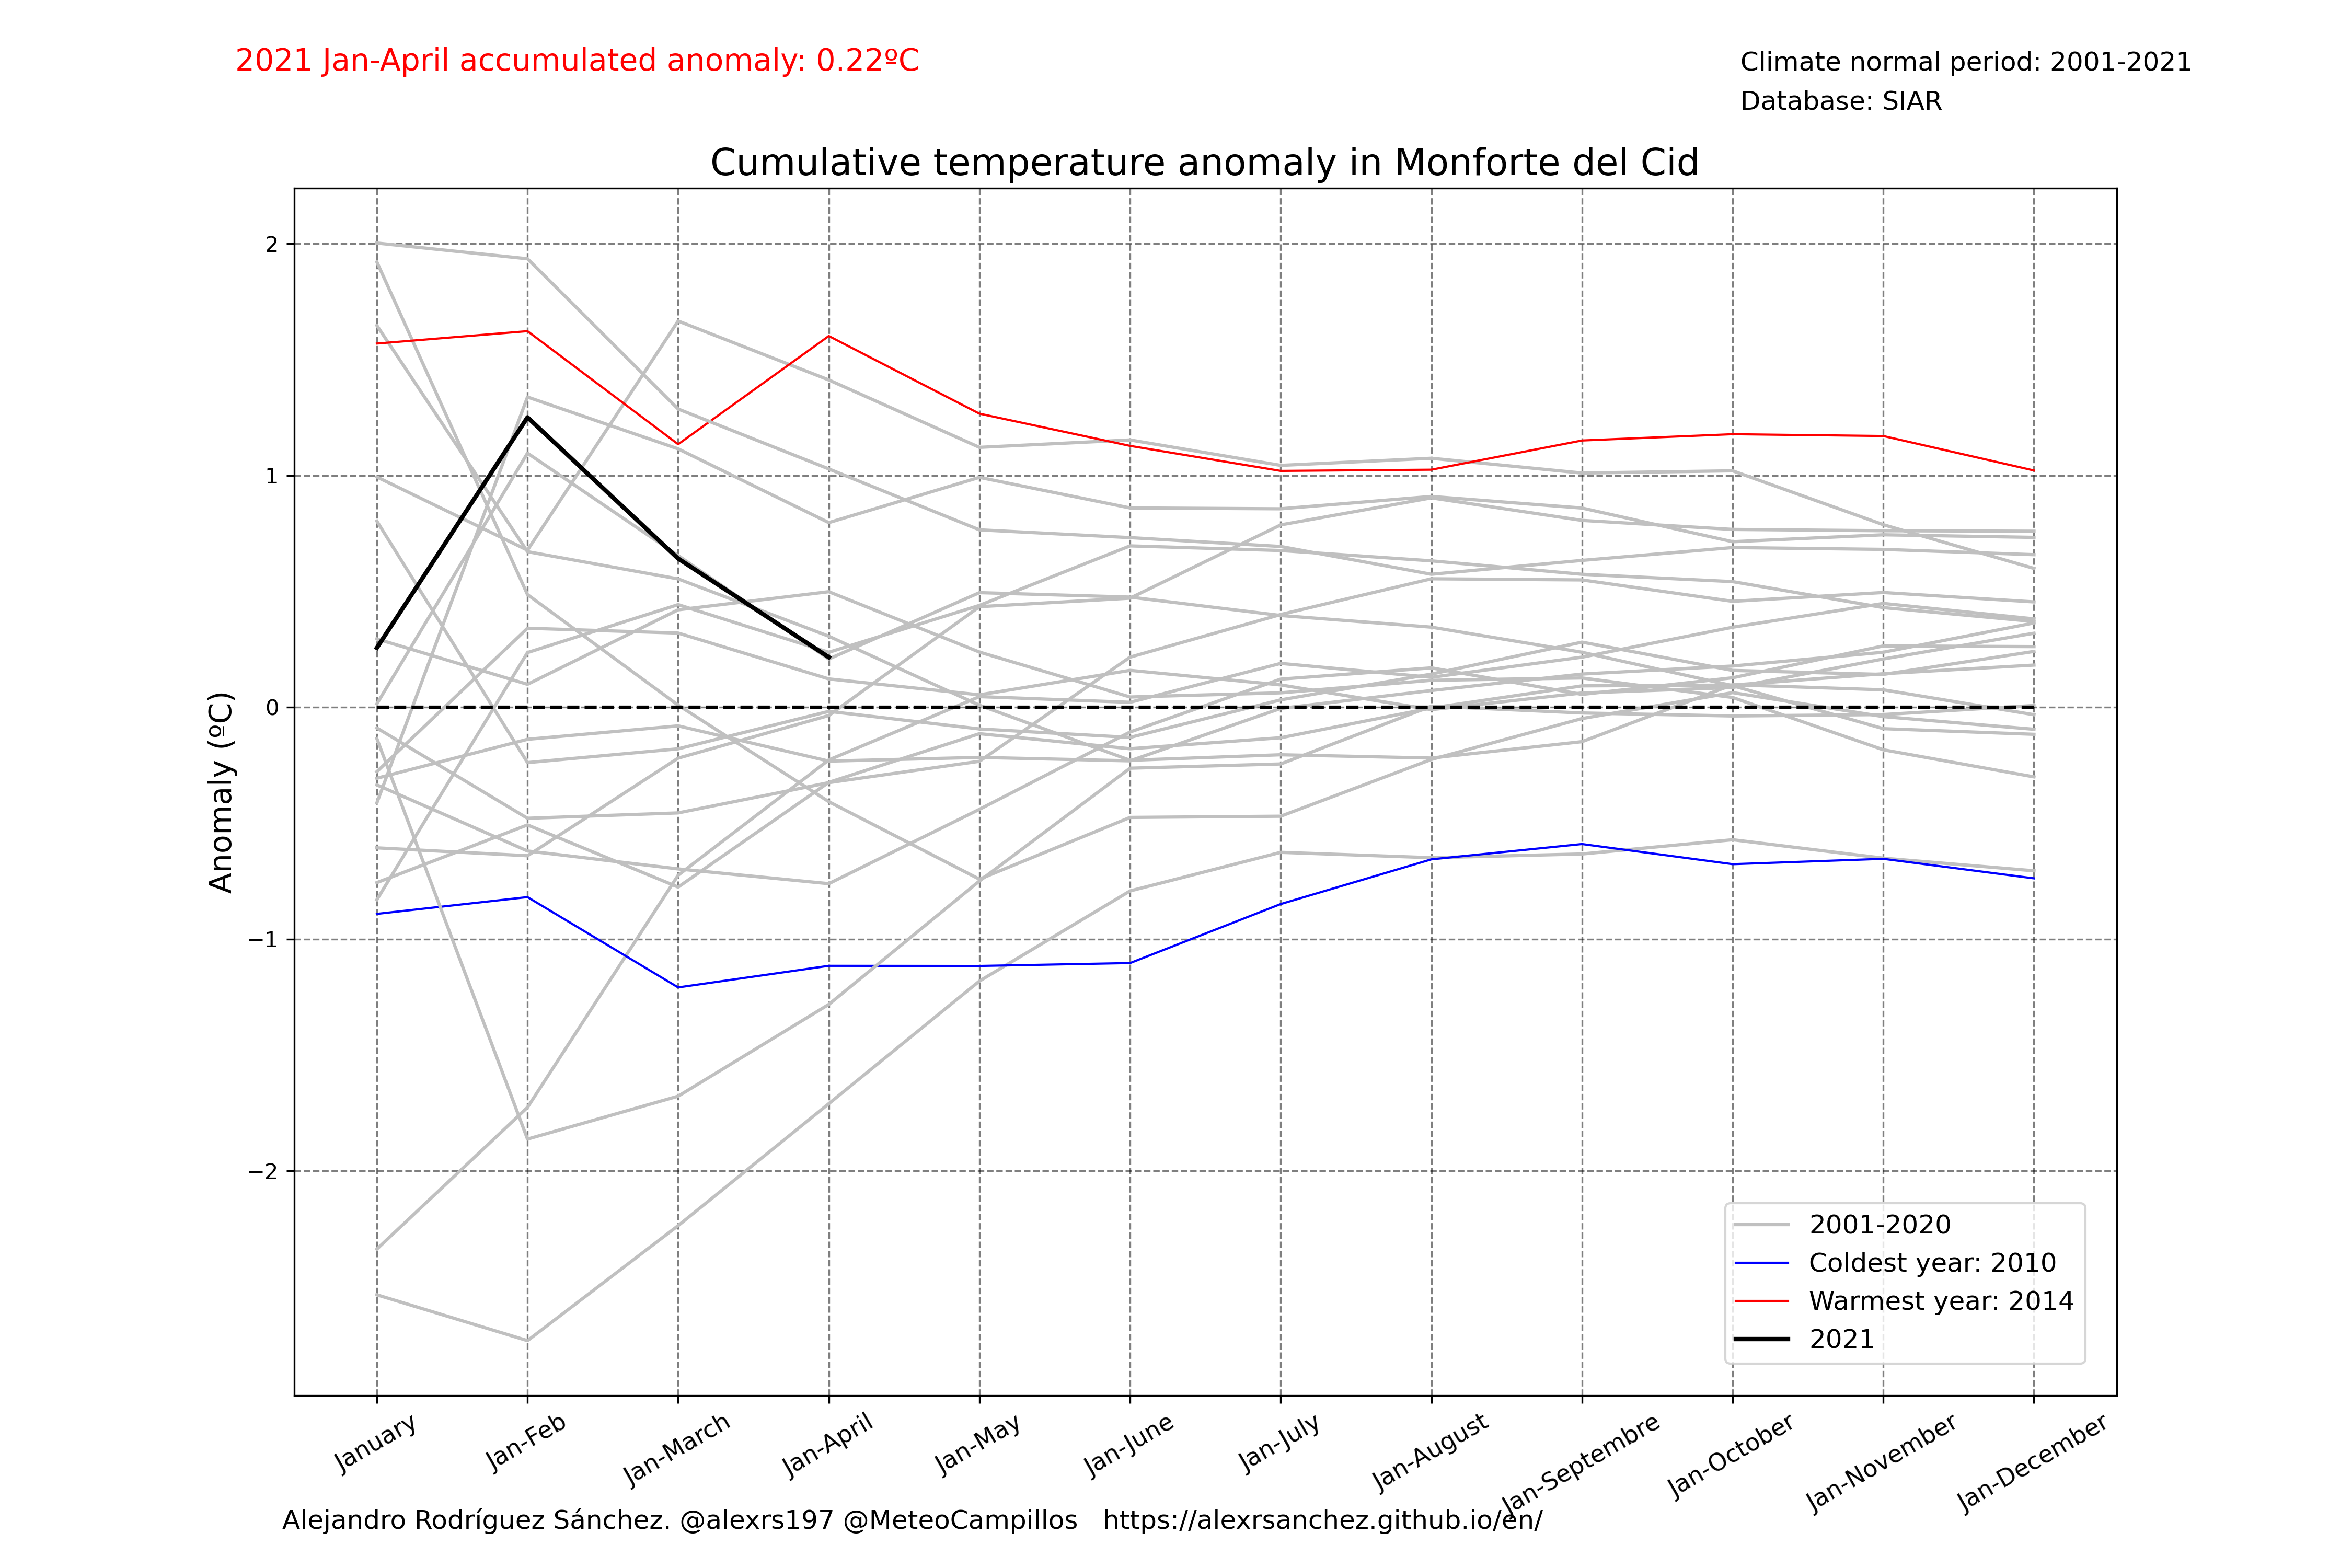 2021 Jan-April accumulated anomaly: 0.22ºC
Climate normal period: 2001-2021
Database: SIAR
Cumulative temperature anomaly in Monforte del Cid
Anomaly (ºC)
2
1
0
−1
−2
2001-2020
Coldest year: 2010
Warmest year: 2014
2021
January
Jan-Feb
Jan-March
Jan-April
Jan-May
Jan-June
Jan-July
Jan-August
Jan-Septembre
Jan-October
Jan-November
Jan-December
Alejandro Rodríguez Sánchez. @alexrs197 @MeteoCampillos https://alexrsanchez.github.io/en/